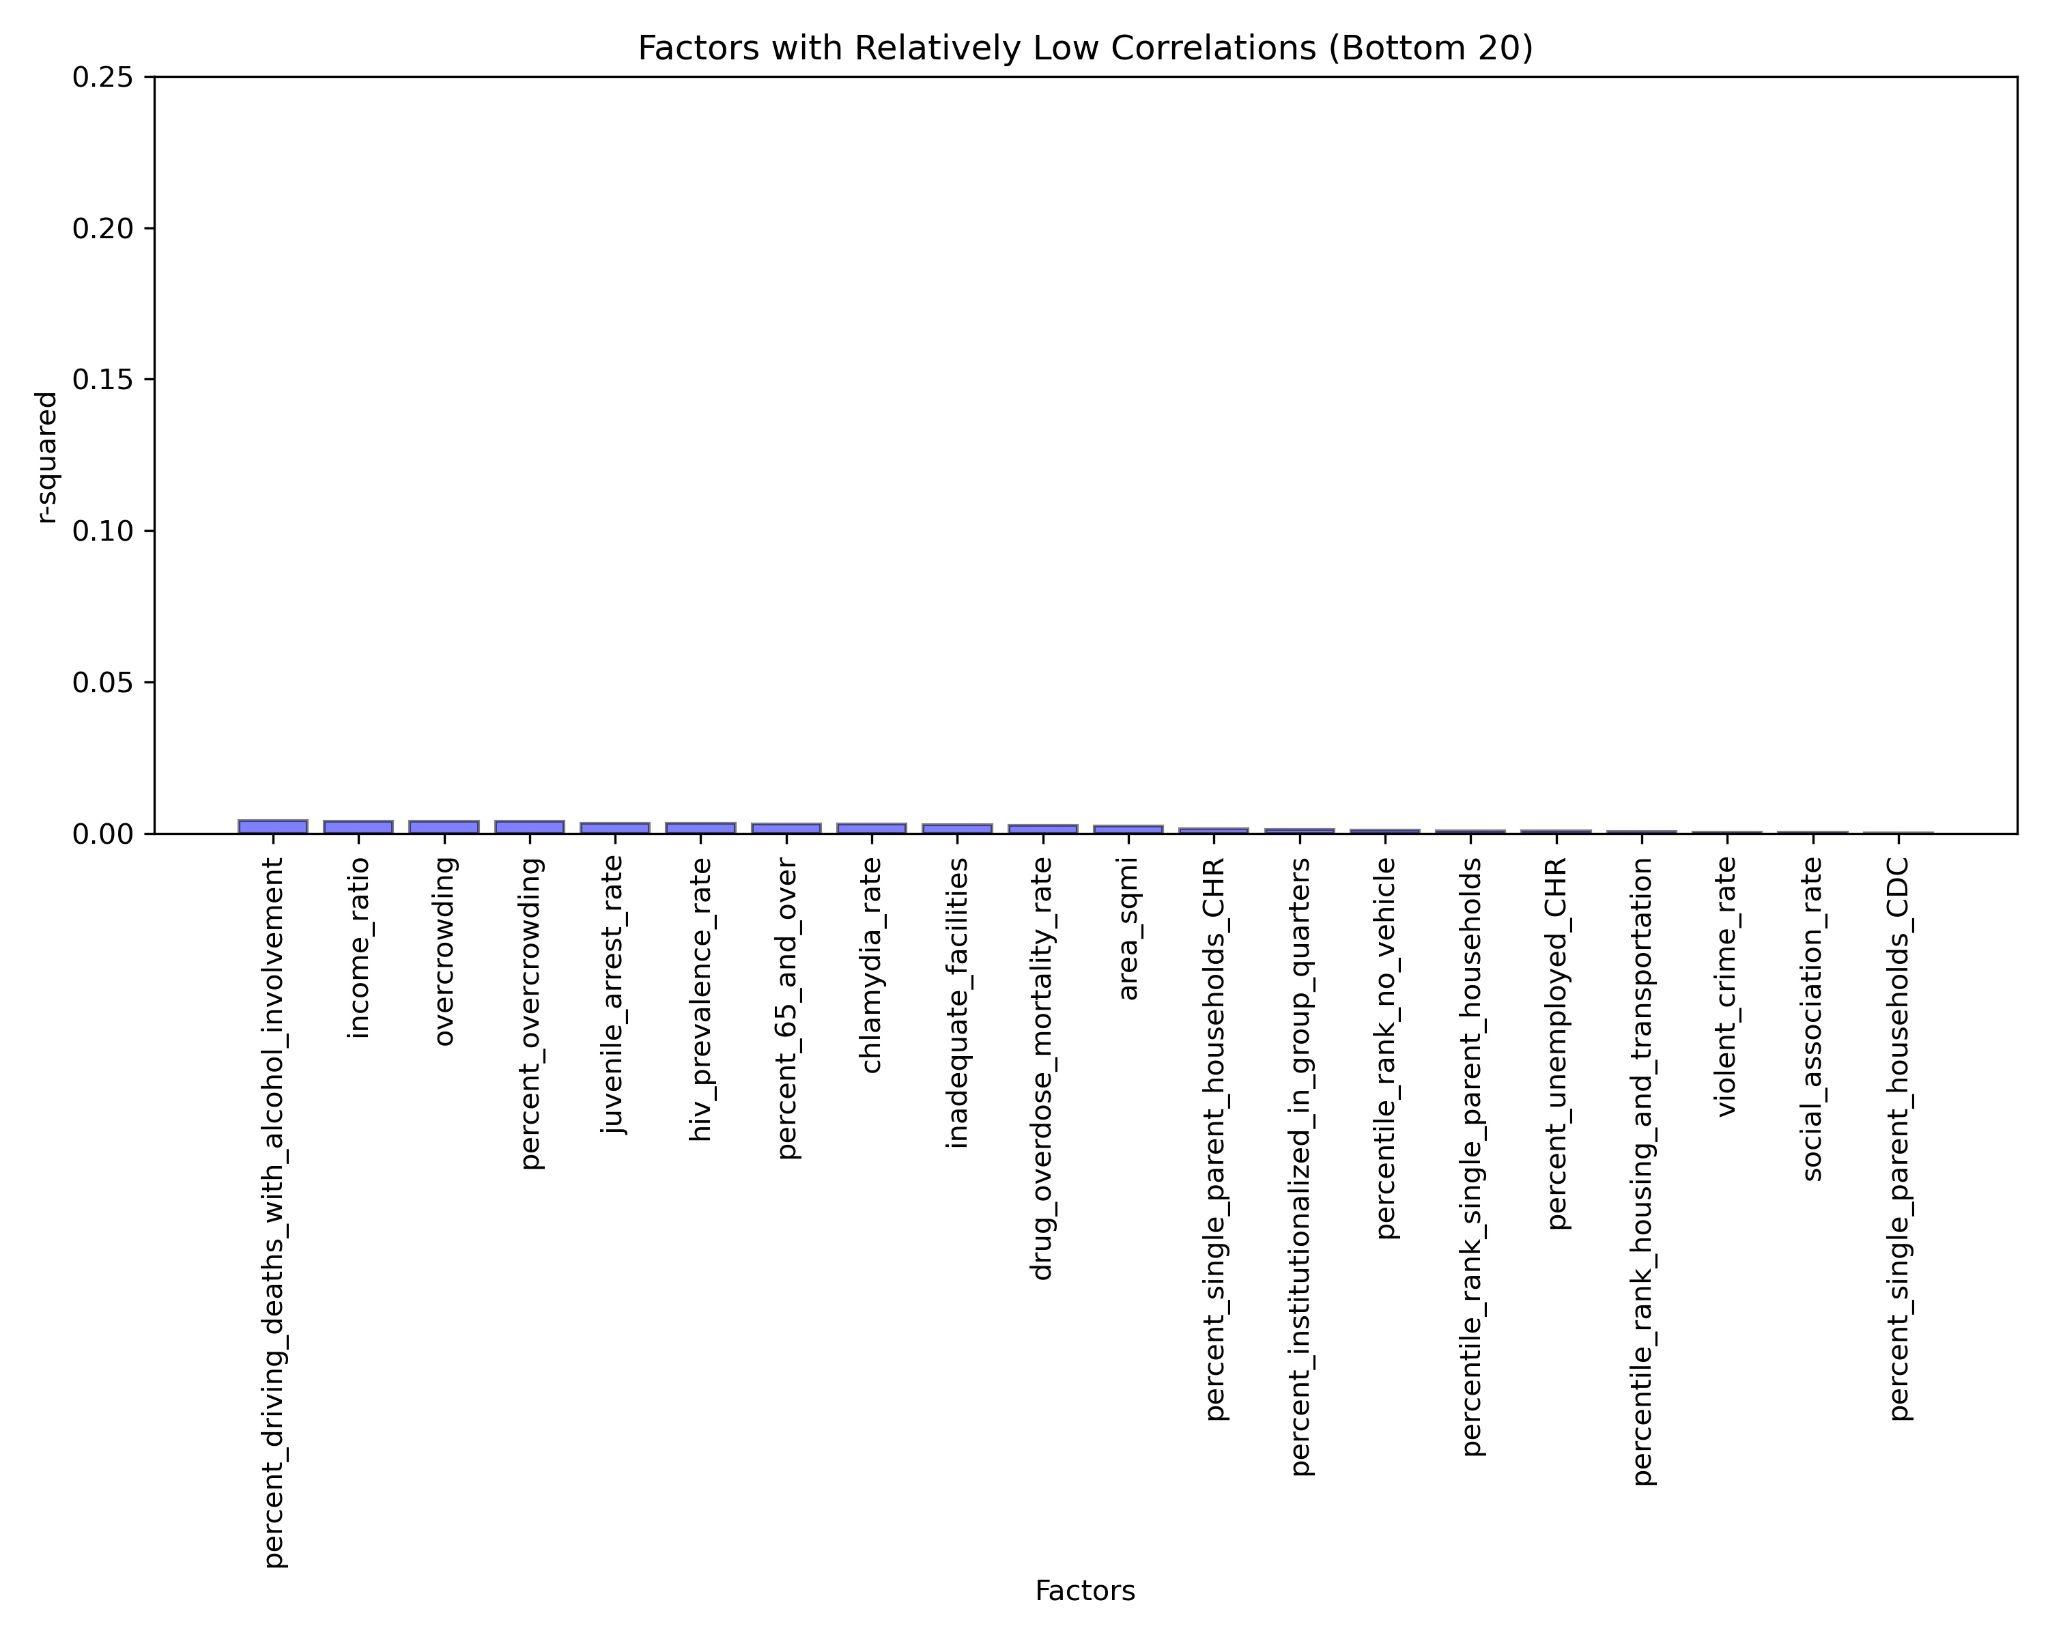 Factors with Relatively Low Correlations (Bottom 20)
0.25
0.20
0.15
0.10
0.05
0.00
r-squared
percent_driving_deaths_with_alcohol_involvement
income_ratio
overcrowding
percent_overcrowding
juvenile_arrest_rate
hiv_prevalence_rate
percent_65_and_over
chlamydia_rate
inadequate_facilities
drug_overdose_mortality_rate
area_sqmi
percent_single_parent_households_CHR
percent_institutionalized_in_group_quarters
percentile_rank_no_vehicle
percentile_rank_single_parent_households
percent_unemployed_CHR
percentile_rank_housing_and_transportation
violent_crime_rate
social_association_rate
percent_single_parent_households_CDC
Factors